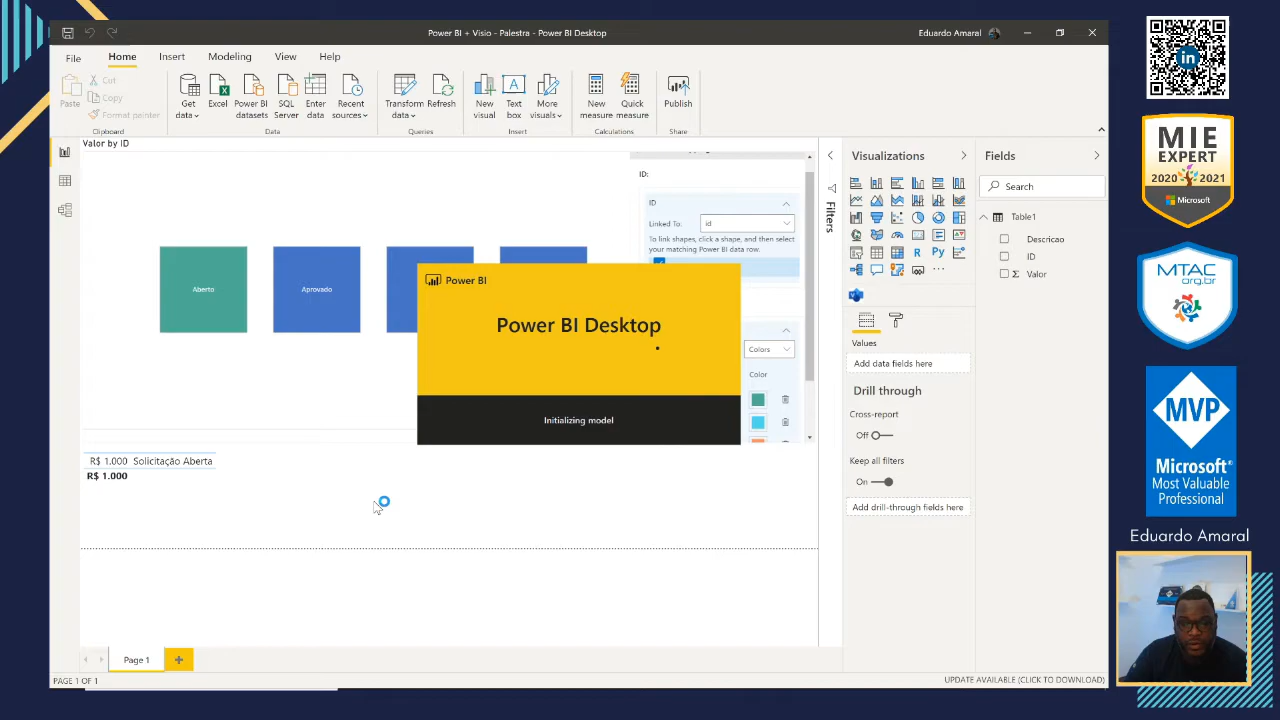 Power BI + Visio - Palestra - Power BI Desktop
Eduardo Amaral
File
Home
Insert
Modeling
View
Help
Paste
Cut
Copy
Format painter
Get data
Excel
Power BI datasets
SQL Server
Enter data
Recent sources
Transform data
Refresh
New visual
Text box
More visuals
New measure
Quick measure
Publish
Clipboard
Data
Queries
Insert
Calculations
Share
Valor by ID
Aberto
Aprovado
ID:
ID
Linked To:
id
To link shapes, click a shape, and then select
your matching Power BI data row.
Colors
Color
Power BI
Power BI Desktop
Initializing model
R$ 1.000 Solicitação Aberta
R$ 1.000
Filters
Visualizations
R
Py
Values
Add data fields here
Drill through
Cross-report
Off
Keep all filters
On
Add drill-through fields here
Fields
Search
Table1
Descricao
ID
Σ Valor
Page 1
PAGE 1 OF 1
UPDATE AVAILABLE (CLICK TO DOWNLOAD)
in
MIE
EXPERT
2020 2021
Microsoft
MTAC
org.br
MVP
Microsoft®
Most Valuable
Professional
Eduardo Amaral